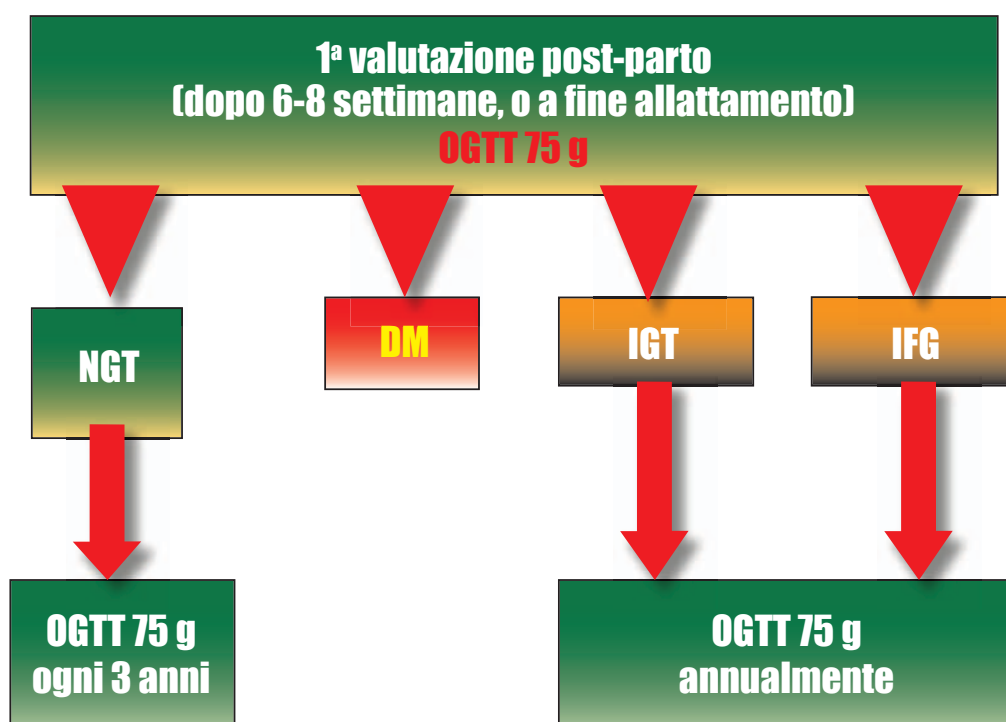 1ª valutazione post-parto
(dopo 6-8 settimane, o a fine allattamento)
OGTT 75 g
NGT
DM
IGT
IFG
OGTT 75 g
ogni 3 anni
OGTT 75 g
annualmente